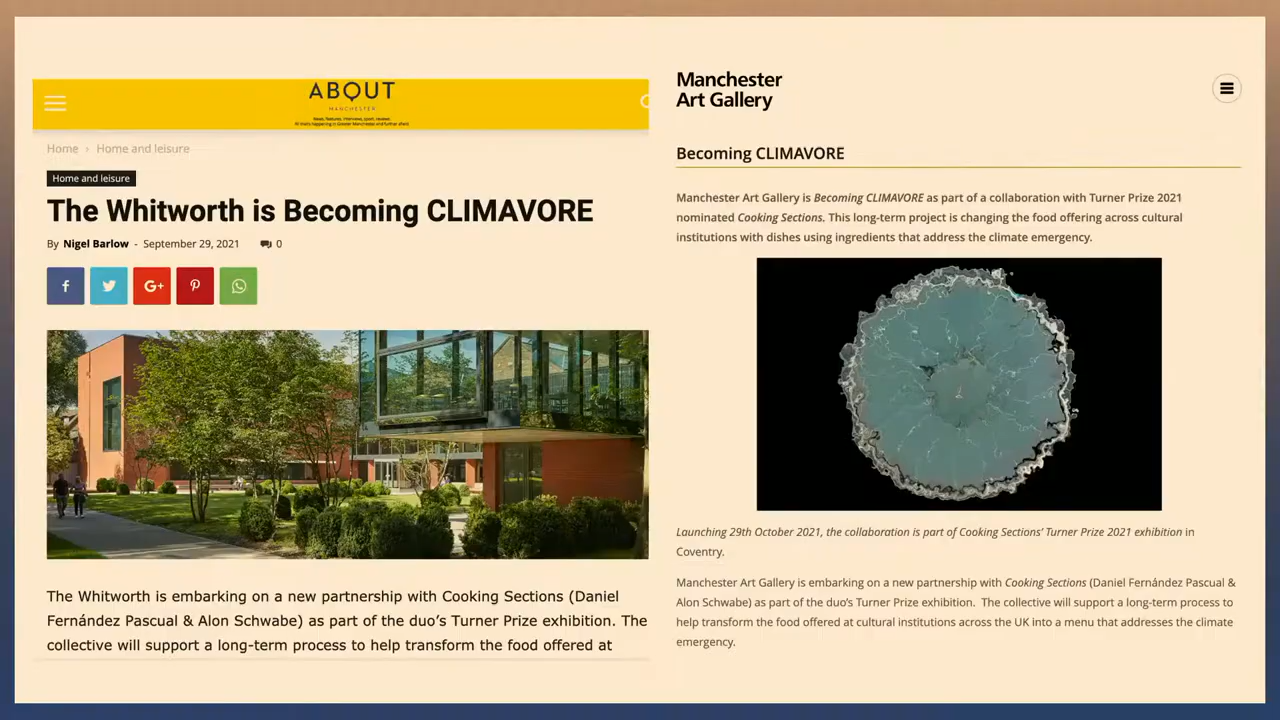 ABOUT
MANCHESTER
News, features, interviews, sport, reviews.
Home › Home and leisure
Home and leisure
The Whitworth is Becoming CLIMAVORE
By Nigel Barlow - September 29, 2021 0
The Whitworth is embarking on a new partnership with Cooking Sections (Daniel
Fernández Pascual & Alon Schwabe) as part of the duo’s Turner Prize exhibition. The
collective will support a long-term process to help transform the food offered at
Manchester
Art Gallery
Becoming CLIMAVORE
Manchester Art Gallery is Becoming CLIMAVORE as part of a collaboration with Turner Prize 2021
nominated Cooking Sections. This long-term project is changing the food offering across cultural
institutions with dishes using ingredients that address the climate emergency.
Launching 29th October 2021, the collaboration is part of Cooking Sections’ Turner Prize 2021 exhibition in
Coventry.
Manchester Art Gallery is embarking on a new partnership with Cooking Sections (Daniel Fernández Pascual &
Alon Schwabe) as part of the duo’s Turner Prize exhibition. The collective will support a long-term process to
help transform the food offered at cultural institutions across the UK into a menu that addresses the climate
emergency.